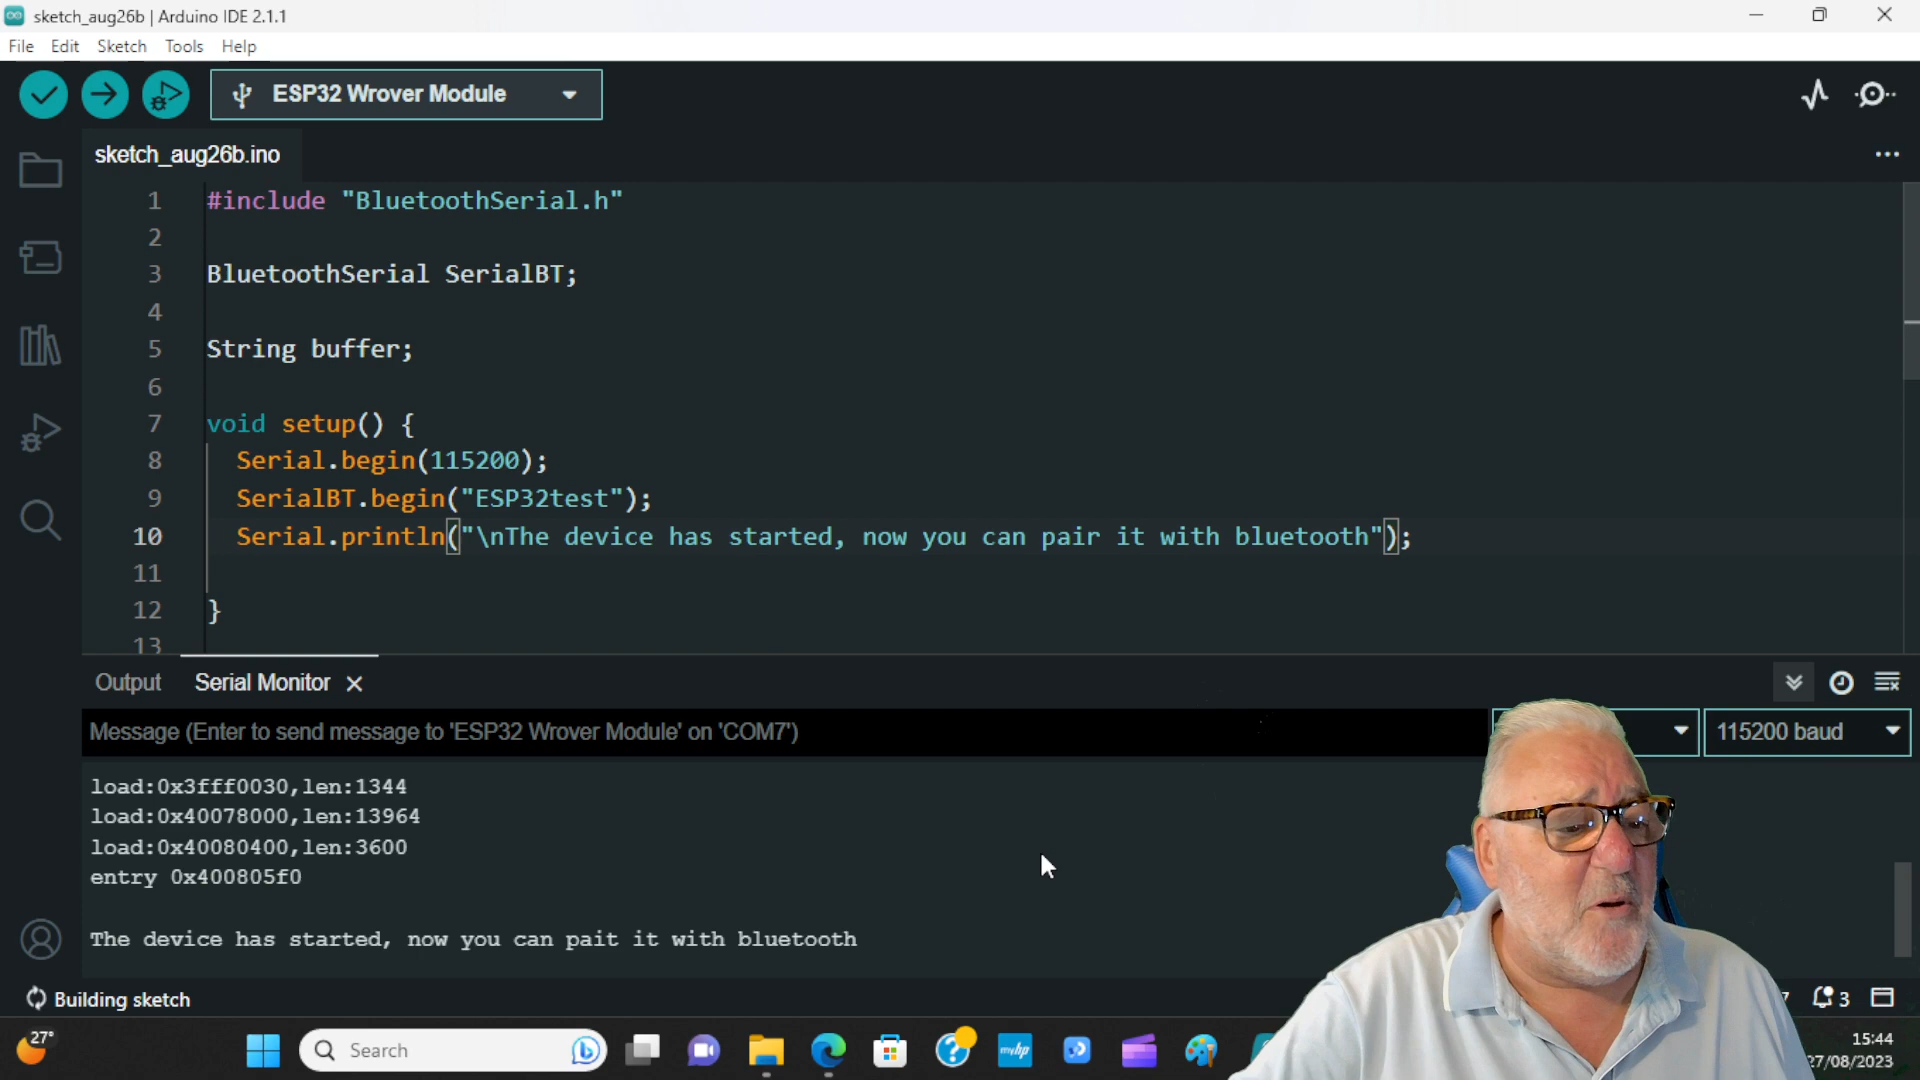 sketch_aug26b | Arduino IDE 2.1.1
File Edit Sketch Tools Help
ESP32 Wrover Module
sketch_aug26b.ino
1 #include "BluetoothSerial.h"
2
3 BluetoothSerial SerialBT;
4
5 String buffer;
6
7 void setup() {
8 Serial.begin(115200);
9 SerialBT.begin("ESP32test");
10 Serial.println("\nThe device has started, now you can pair it with bluetooth");
11
12 }
13
Output Serial Monitor
Message (Enter to send message to 'ESP32 Wrover Module' on 'COM7')
115200 baud
load:0x3fff0030,len:1344
load:0x40078000,len:13964
load:0x40080400,len:3600
entry 0x400805f0
The device has started, now you can pait it with bluetooth
Building sketch
3
27°
Search
myhp
15:44
27/08/2023